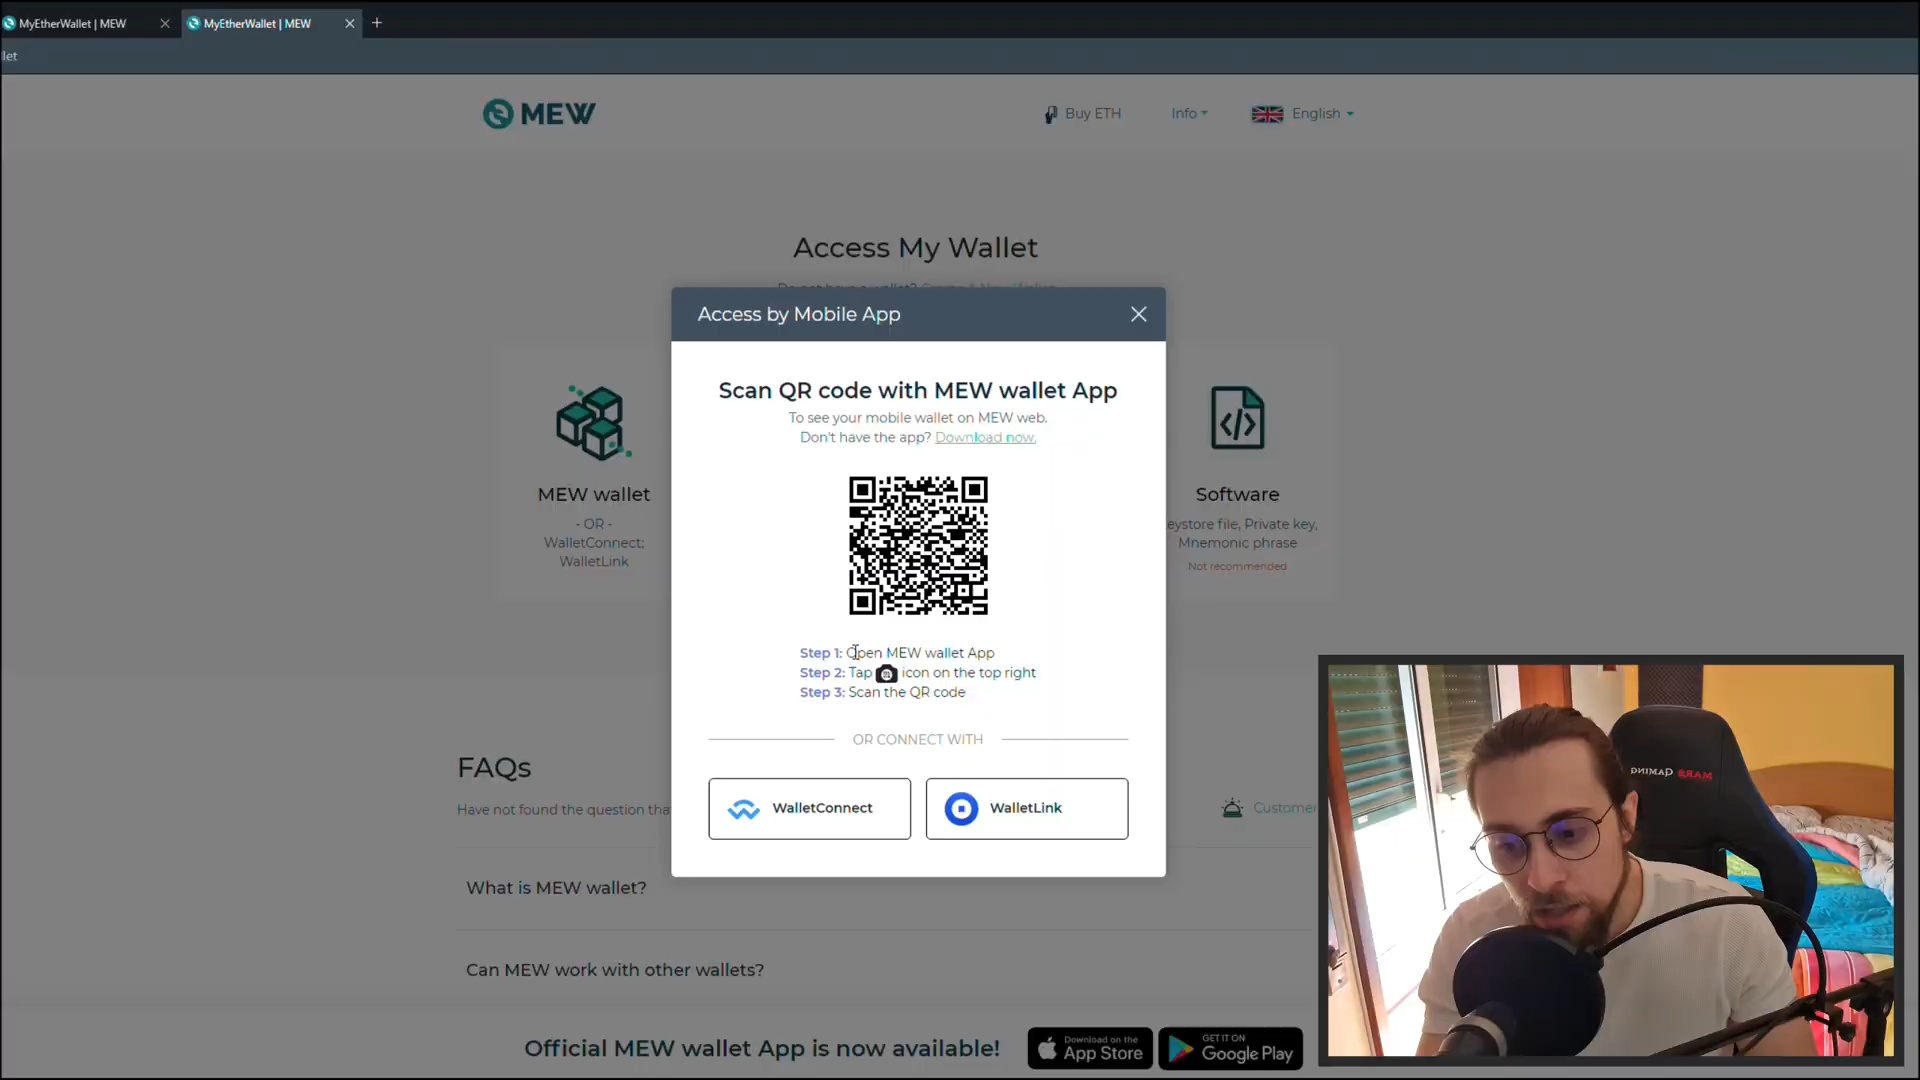 MyEtherWallet | MEW
MyEtherWallet | MEW
llet
MEW
Buy ETH
Info
English
Access My Wallet
Access by Mobile App
Scan QR code with MEW wallet App
To see your mobile wallet on MEW web.
Don't have the app? Download now.
MEW wallet
- OR -
WalletConnect;
WalletLink
Software
eystore file, Private key,
Mnemonic phrase
Not recommended
Step 1: Open MEW wallet App
Step 2: Tap icon on the top right
Step 3: Scan the QR code
OR CONNECT WITH
WalletConnect
WalletLink
FAQs
Have not found the question tha
Customer
What is MEW wallet?
Can MEW work with other wallets?
Official MEW wallet App is now available!
Download on the
App Store
GET IT ON
Google Play
MARS GAMING